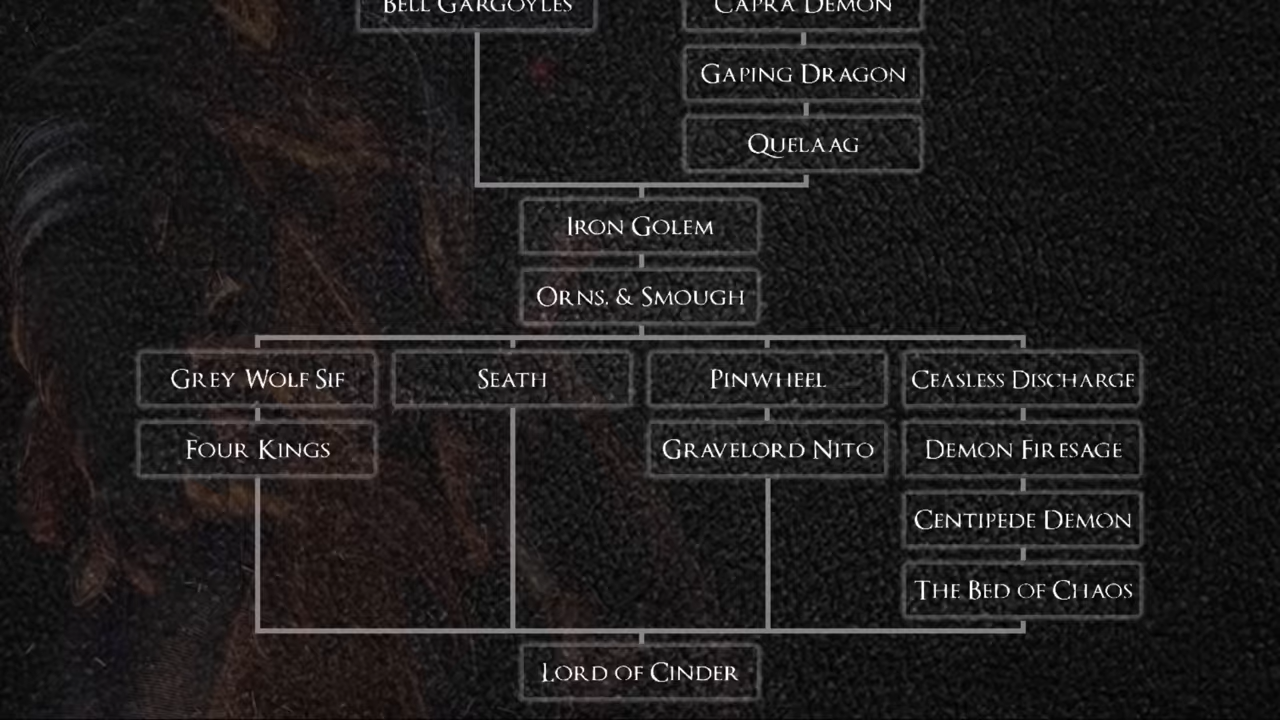 BELL GARGOYLES
CAPRA DEMON
GAPING DRAGON
QUELAAG
IRON GOLEM
ORNS. & SMOUGH
GREY WOLF SIF
SEATH
PINWHEEL
CEASLESS DISCHARGE
FOUR KINGS
GRAVELORD NITO
DEMON FIRESAGE
CENTIPEDE DEMON
THE BED OF CHAOS
LORD OF CINDER